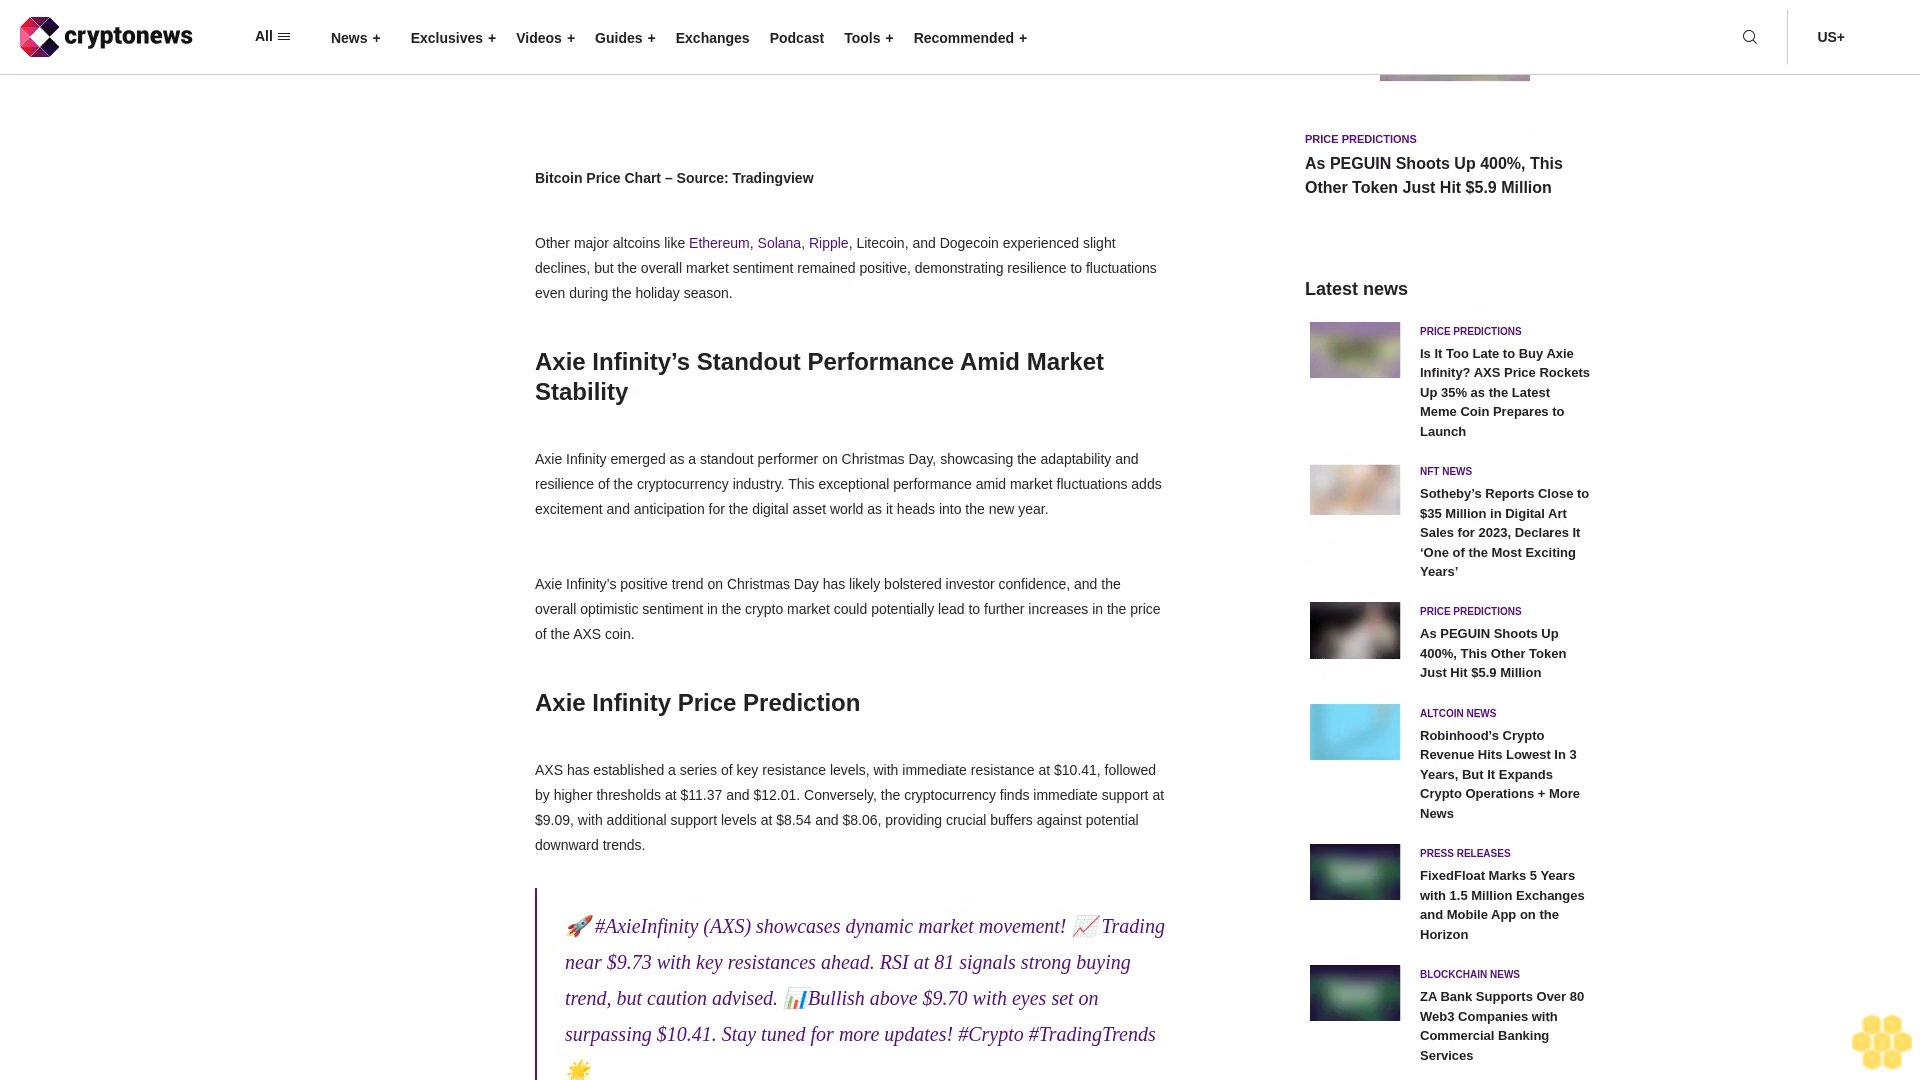 cryptonews
All
News +
Exclusives +
Videos +
Guides +
Exchanges
Podcast
Tools +
Recommended +
US+
Bitcoin Price Chart – Source: Tradingview
Other major altcoins like Ethereum, Solana, Ripple, Litecoin, and Dogecoin experienced slight
declines, but the overall market sentiment remained positive, demonstrating resilience to fluctuations
even during the holiday season.
Axie Infinity’s Standout Performance Amid Market
Stability
Axie Infinity emerged as a standout performer on Christmas Day, showcasing the adaptability and
resilience of the cryptocurrency industry. This exceptional performance amid market fluctuations adds
excitement and anticipation for the digital asset world as it heads into the new year.
Axie Infinity’s positive trend on Christmas Day has likely bolstered investor confidence, and the
overall optimistic sentiment in the crypto market could potentially lead to further increases in the price
of the AXS coin.
Axie Infinity Price Prediction
AXS has established a series of key resistance levels, with immediate resistance at $10.41, followed
by higher thresholds at $11.37 and $12.01. Conversely, the cryptocurrency finds immediate support at
$9.09, with additional support levels at $8.54 and $8.06, providing crucial buffers against potential
downward trends.
🚀 #AxieInfinity (AXS) showcases dynamic market movement! 📈 Trading
near $9.73 with key resistances ahead. RSI at 81 signals strong buying
trend, but caution advised. 📊Bullish above $9.70 with eyes set on
surpassing $10.41. Stay tuned for more updates! #Crypto #TradingTrends
🌟
PRICE PREDICTIONS
As PEGUIN Shoots Up 400%, This
Other Token Just Hit $5.9 Million
Latest news
PRICE PREDICTIONS
Is It Too Late to Buy Axie
Infinity? AXS Price Rockets
Up 35% as the Latest
Meme Coin Prepares to
Launch
NFT NEWS
Sotheby’s Reports Close to
$35 Million in Digital Art
Sales for 2023, Declares It
‘One of the Most Exciting
Years’
PRICE PREDICTIONS
As PEGUIN Shoots Up
400%, This Other Token
Just Hit $5.9 Million
ALTCOIN NEWS
Robinhood’s Crypto
Revenue Hits Lowest In 3
Years, But It Expands
Crypto Operations + More
News
PRESS RELEASES
FixedFloat Marks 5 Years
with 1.5 Million Exchanges
and Mobile App on the
Horizon
BLOCKCHAIN NEWS
ZA Bank Supports Over 80
Web3 Companies with
Commercial Banking
Services